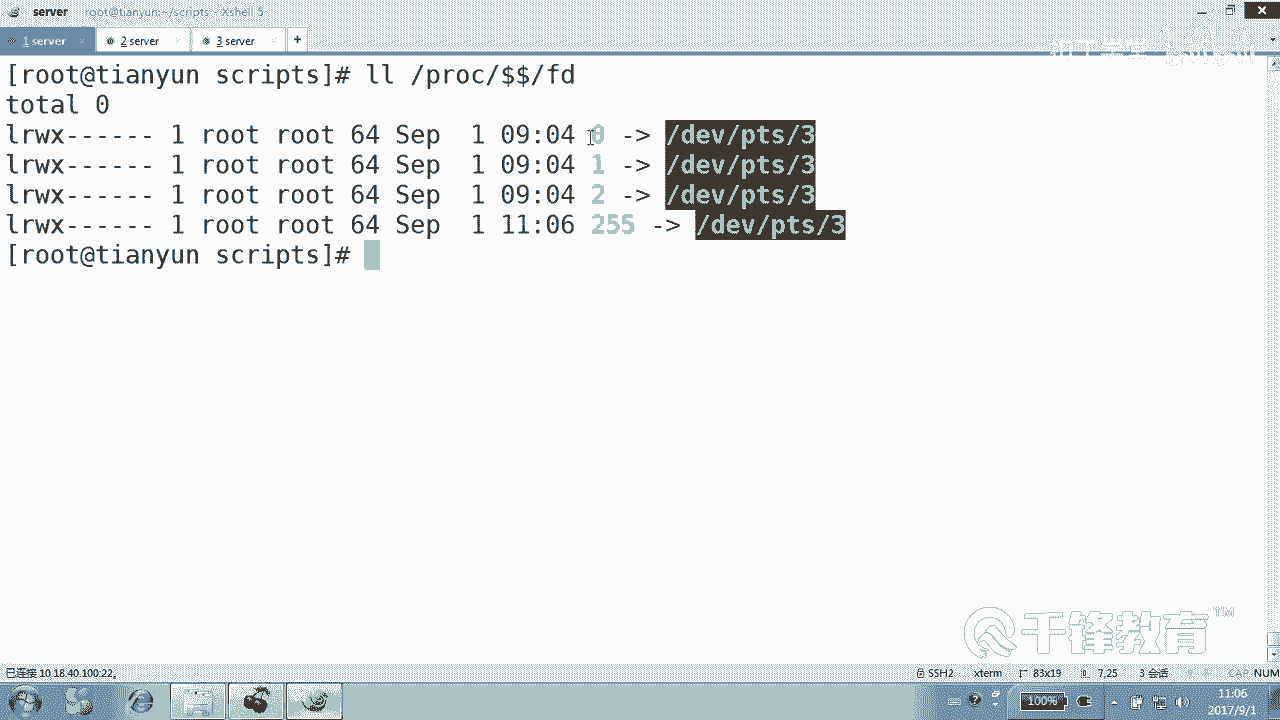 server root@tianyun:~/scripts - Xshell 5
1 server × 2 server × 3 server × +
[root@tianyun scripts]# ll /proc/$$/fd
total 0
lrwx------ 1 root root 64 Sep  1 09:04 0 -> /dev/pts/3
lrwx------ 1 root root 64 Sep  1 09:04 1 -> /dev/pts/3
lrwx------ 1 root root 64 Sep  1 09:04 2 -> /dev/pts/3
lrwx------ 1 root root 64 Sep  1 11:06 255 -> /dev/pts/3
[root@tianyun scripts]#
千锋教育™
已连接 10.18.40.100:22。 SSH2 xterm 83x19 7,25 3 会话 CAP NUM
100% 11:06
2017/9/1